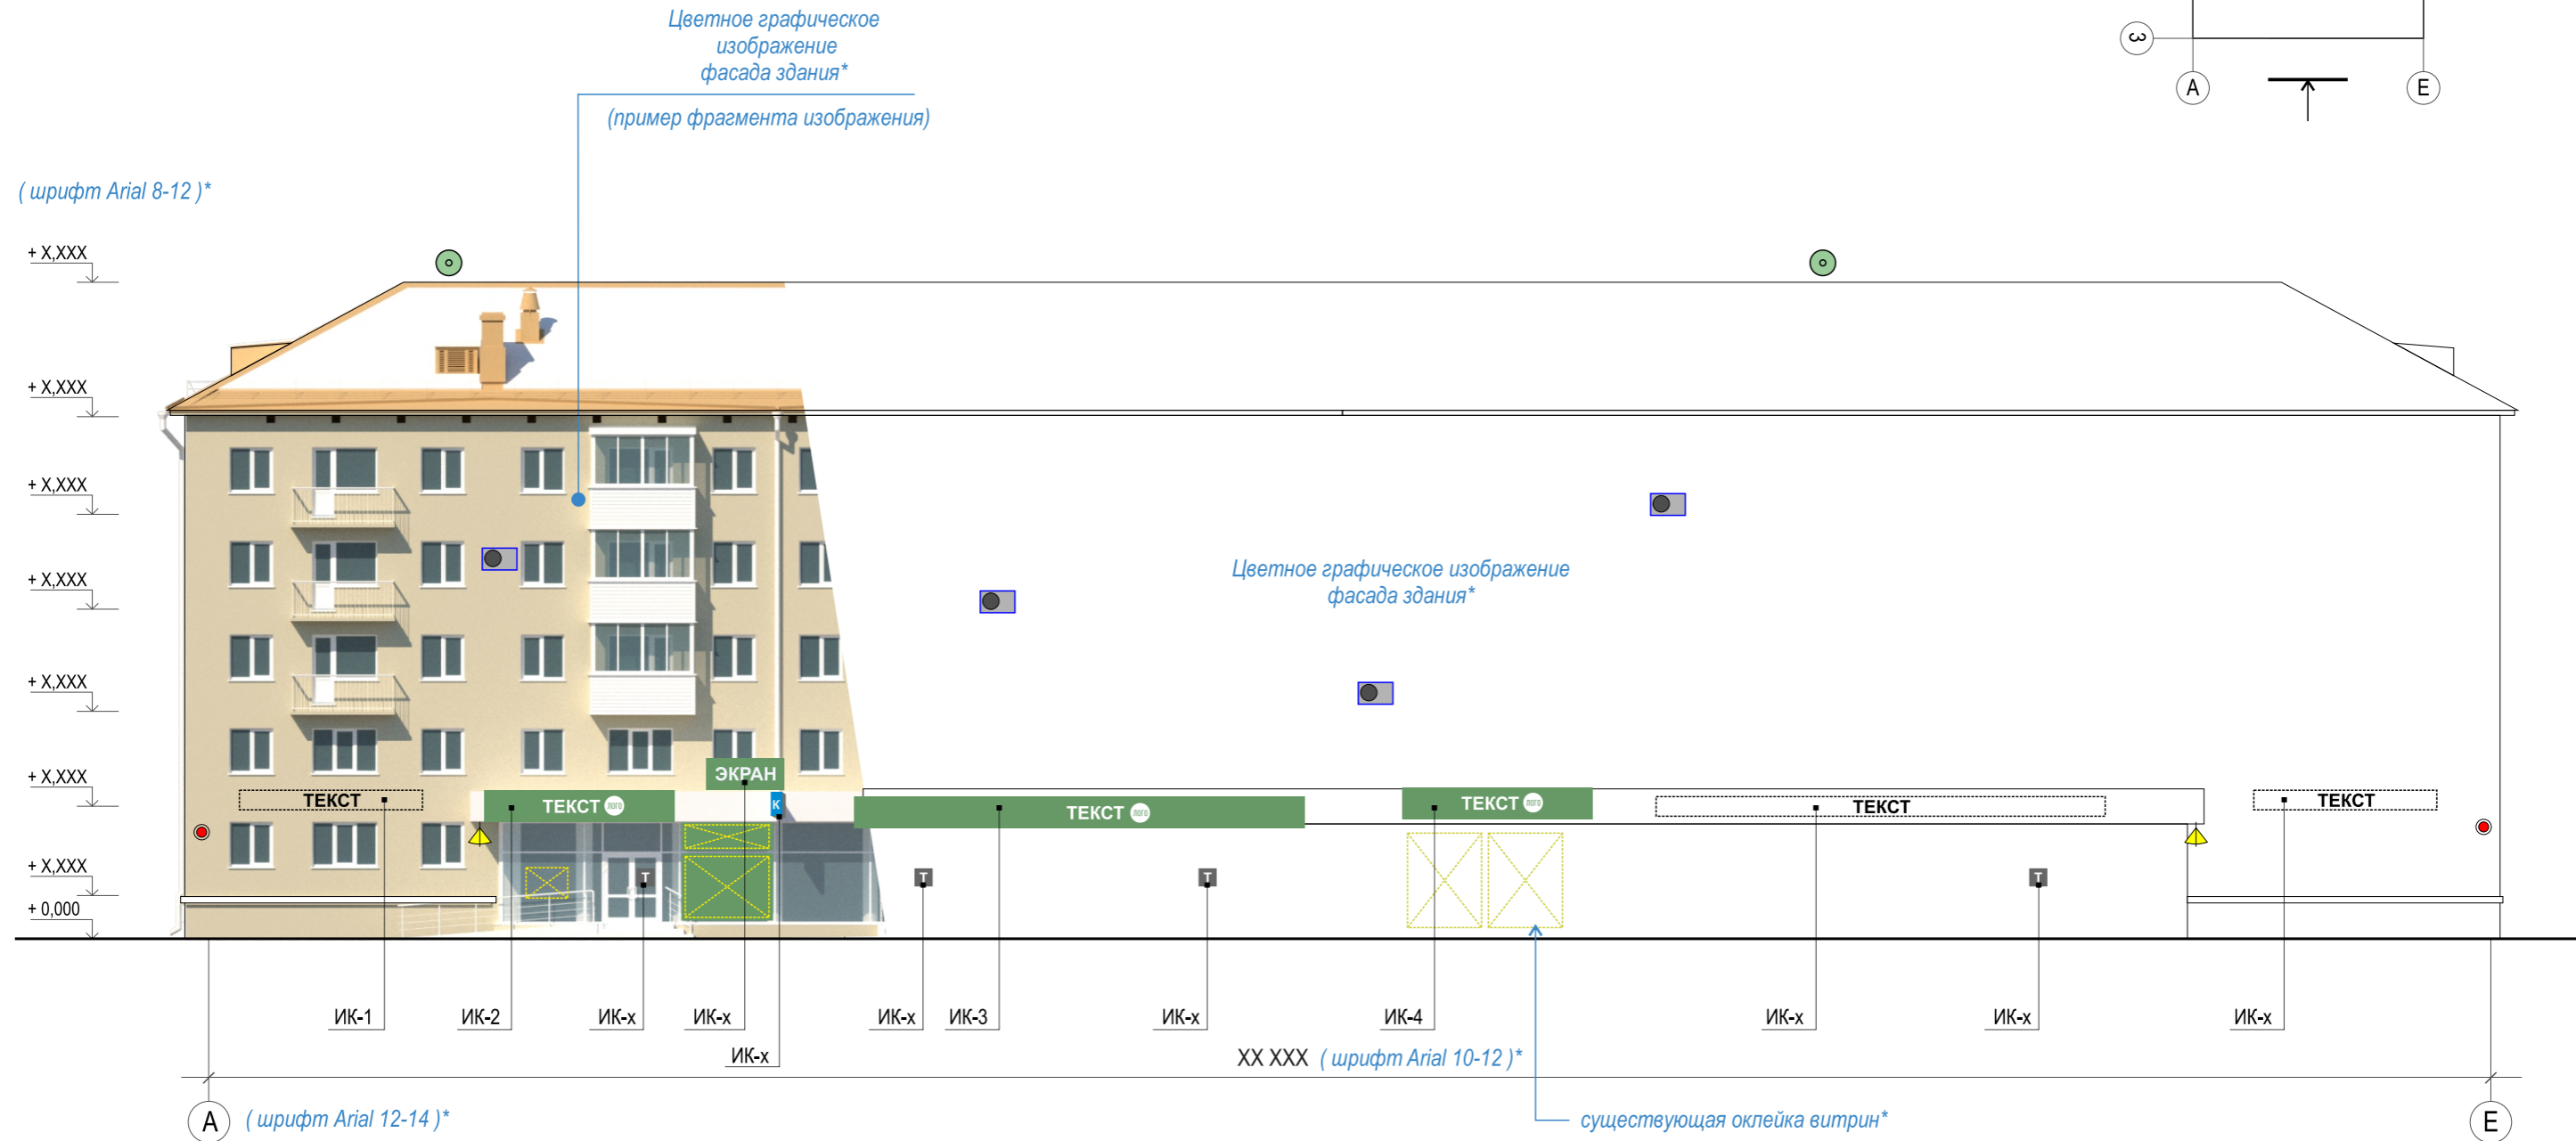 Цветное графическое
изображение
фасада здания*
(пример фрагмента изображения)
3
А
Е
( шрифт Arial 8-12 )*
+ X,XXX
+ X,XXX
+ X,XXX
+ X,XXX
+ X,XXX
+ X,XXX
+ X,XXX
+ 0,000
Цветное графическое изображение
фасада здания*
ЭКРАН
К
ТЕКСТ
ТЕКСТ ЛОГО
ТЕКСТ ЛОГО
ТЕКСТ ЛОГО
ТЕКСТ
ТЕКСТ
Т
Т
Т
Т
ИК-1
ИК-2
ИК-х
ИК-х
ИК-х
ИК-3
ИК-х
ИК-4
ИК-х
ИК-х
ИК-х
ИК-х
XX XXX ( шрифт Arial 10-12 )*
А
( шрифт Arial 12-14 )*
существующая оклейка витрин*
Е